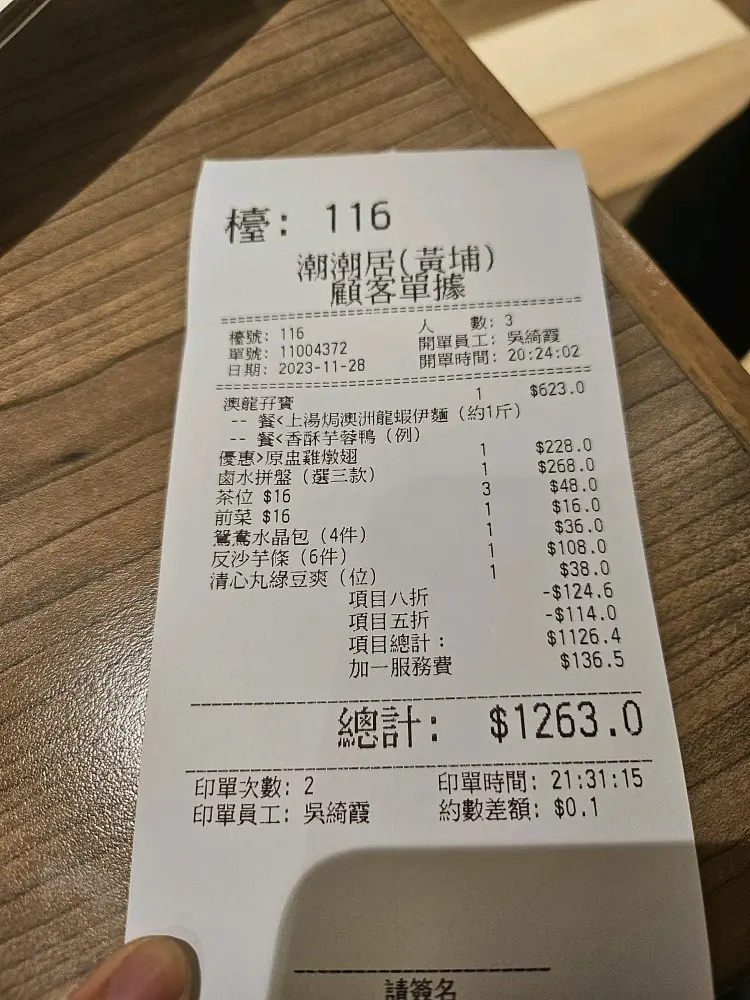 檯: 116
潮潮居(黃埔)
顧客單據
檯號: 116 人 數: 3
單號: 11004372 開單員工: 吳綺霞
日期: 2023-11-28 開單時間: 20:24:02
澳龍孖寶 1 $623.0
-- 餐<上湯焗澳洲龍蝦伊麵 (約1斤)
-- 餐<香酥芋蓉鴨 (例)
優惠>原盅雞燉翅 1 $228.0
鹵水拼盤 (選三款) 1 $268.0
茶位 $16 3 $48.0
前菜 $16 1 $16.0
鴛鴦水晶包 (4件) 1 $36.0
反沙芋條 (6件) 1 $108.0
清心丸綠豆爽 (位) 1 $38.0
項目八折 -$124.6
項目五折 -$114.0
項目總計: $1126.4
加一服務費 $136.5
總計: $1263.0
印單次數: 2 印單時間: 21:31:15
印單員工: 吳綺霞 約數差額: $0.1
請簽名